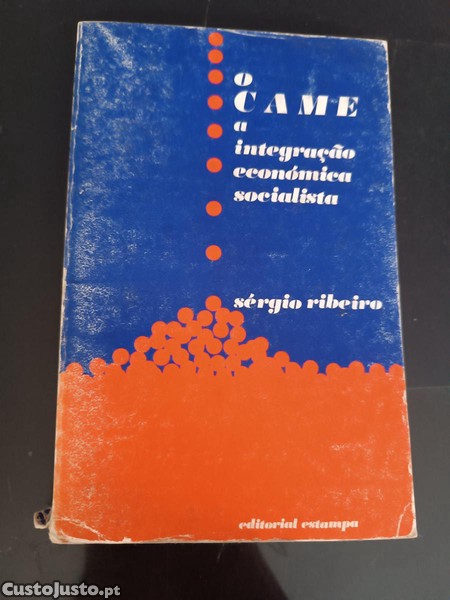 o
CAME
a
integração
económica
socialista
sérgio ribeiro
editorial estampa
CustoJusto.pt